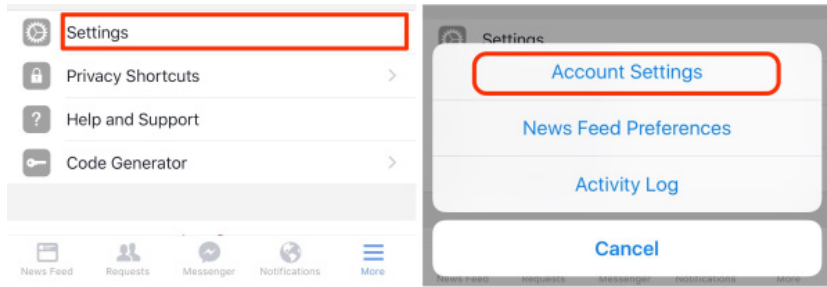 Settings
Privacy Shortcuts
?
Help and Support
Code Generator
News Feed Requests Messenger Notifications More
Settings
Account Settings
News Feed Preferences
Activity Log
Cancel
News Feed Requests Messenger Notifications More